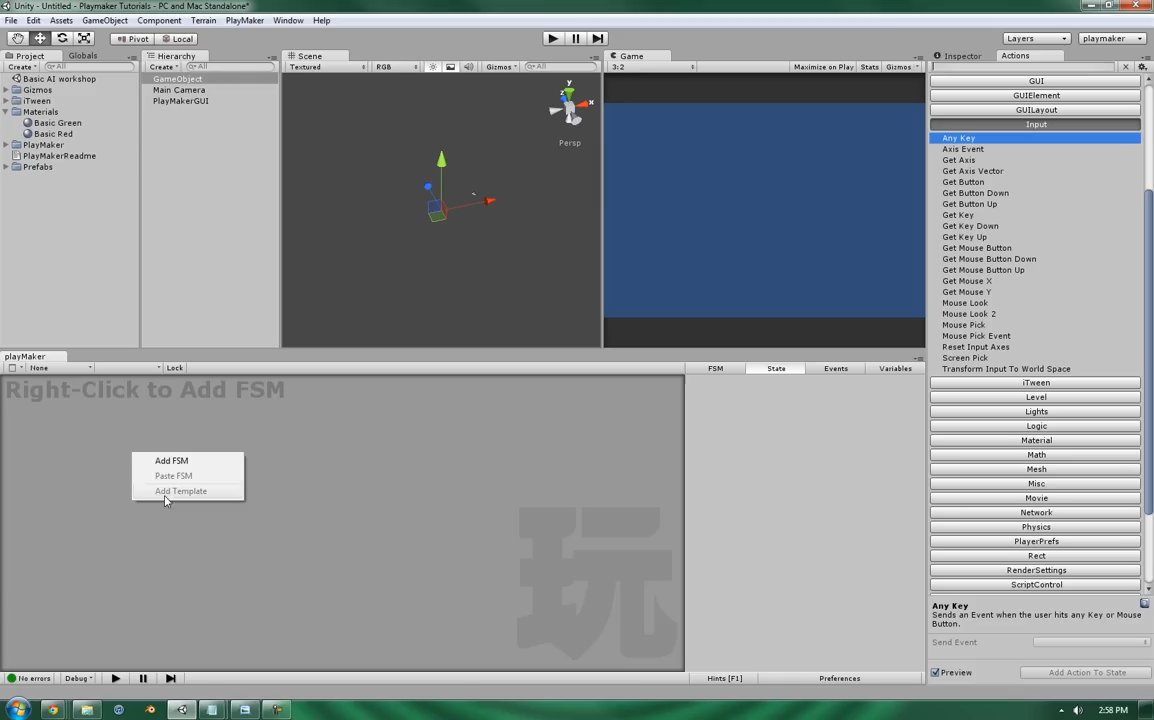 Unity - Untitled - Playmaker Tutorials - PC and Mac Standalone*
File Edit Assets GameObject Component Terrain PlayMaker Window Help
Pivot Local Layers playmaker
Project Globals Hierarchy Scene Game Inspector Actions
Create All Create All Textured RGB Gizmos All 3:2 Maximize on Play Stats Gizmos
Basic AI workshop
Gizmos
iTween
Materials
Basic Green
Basic Red
PlayMaker
PlayMakerReadme
Prefabs
GameObject
Main Camera
PlayMakerGUI
y
x
z
Persp
GUI
GUIElement
GUILayout
Input
Any Key
Axis Event
Get Axis
Get Axis Vector
Get Button
Get Button Down
Get Button Up
Get Key
Get Key Down
Get Key Up
Get Mouse Button
Get Mouse Button Down
Get Mouse Button Up
Get Mouse X
Get Mouse Y
Mouse Look
Mouse Look 2
Mouse Pick
Mouse Pick Event
Reset Input Axes
Screen Pick
Transform Input To World Space
iTween
Level
Lights
Logic
Material
Math
Mesh
Misc
Movie
Network
Physics
PlayerPrefs
Rect
RenderSettings
ScriptControl
Any Key
Sends an Event when the user hits any Key or Mouse
Button.
Send Event
Preview Add Action To State
playMaker
None Lock FSM State Events Variables
Right-Click to Add FSM
Add FSM
Paste FSM
Add Template
玩
No errors Debug Hints [F1] Preferences
2:58 PM